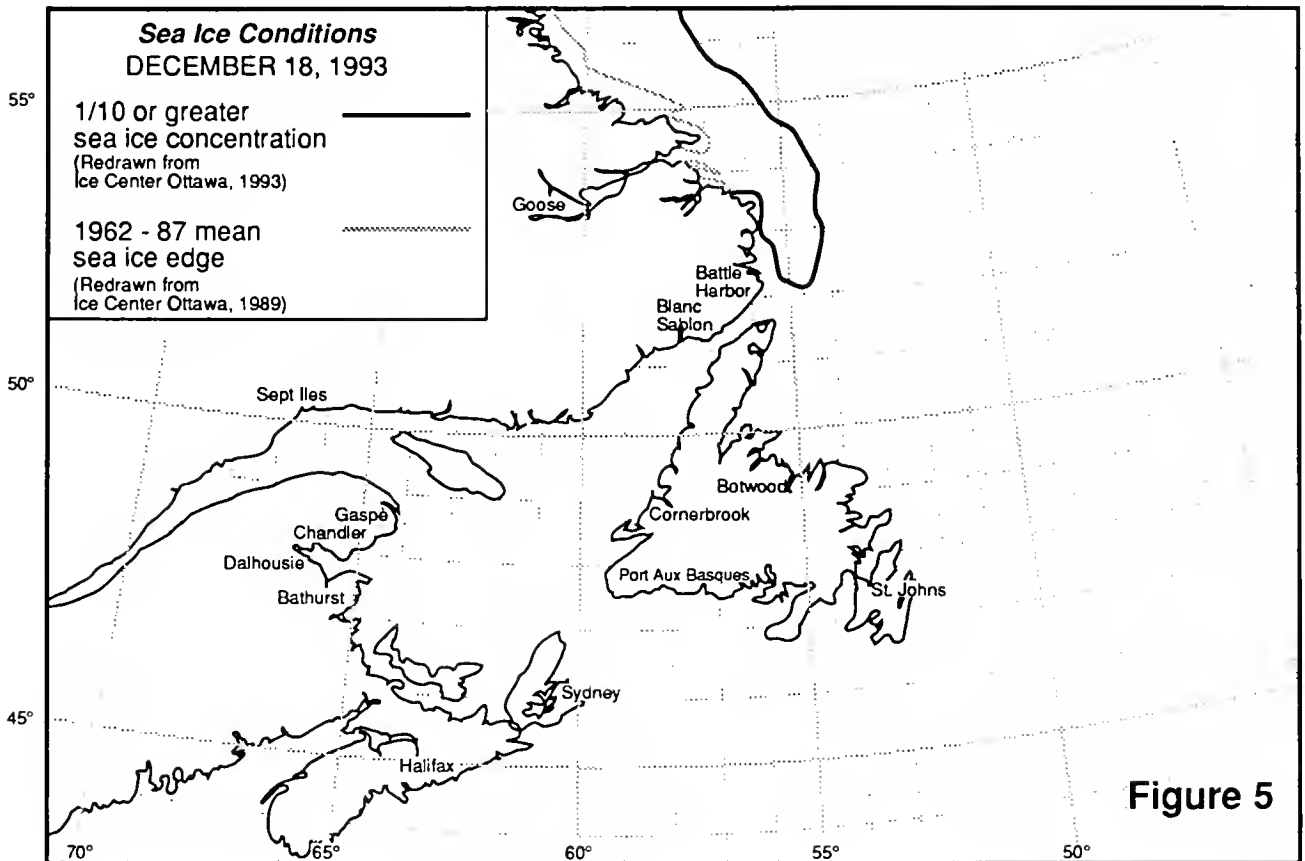 Sea Ice Conditions
DECEMBER 18, 1993
1/10 or greater
sea ice concentration
(Redrawn from
Ice Center Ottawa, 1993)
1962 - 87 mean
sea ice edge
(Redrawn from
Ice Center Ottawa, 1989)
55°
Goose
Battle
Harbor
Blanc
Sablon
50°
Sept Iles
Botwood
Gaspè
Cornerbrook
Chandler
Dalhousie
Port Aux Basques
St. Johns
Bathurst
Sydney
45°
Halifax
Figure 5
70°
65°
60°
55°
50°